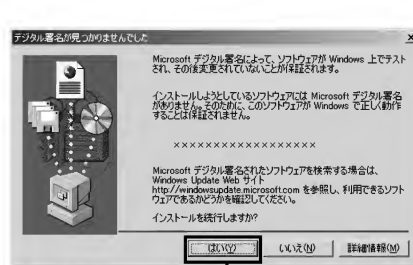 デジタル署名が見つかりませんでした
Microsoft デジタル署名によって、ソフトウェアが Windows 上でテスト
され、その後変更されていないことが保証されます。
インストールしようとしているソフトウェアには Microsoft デジタル署名
がありません。そのために、このソフトウェアが Windows で正しく動作
することは保証されません。
××××××××××××××××××
Microsoft デジタル署名されたソフトウェアを検索する場合は、
Windows Update Web サイト
http://windowsupdate.microsoft.com を参照し、利用できるソフト
ウェアであるかどうかを確認してください。
インストールを続行しますか?
はい(Y) いいえ(N) 詳細情報(M)